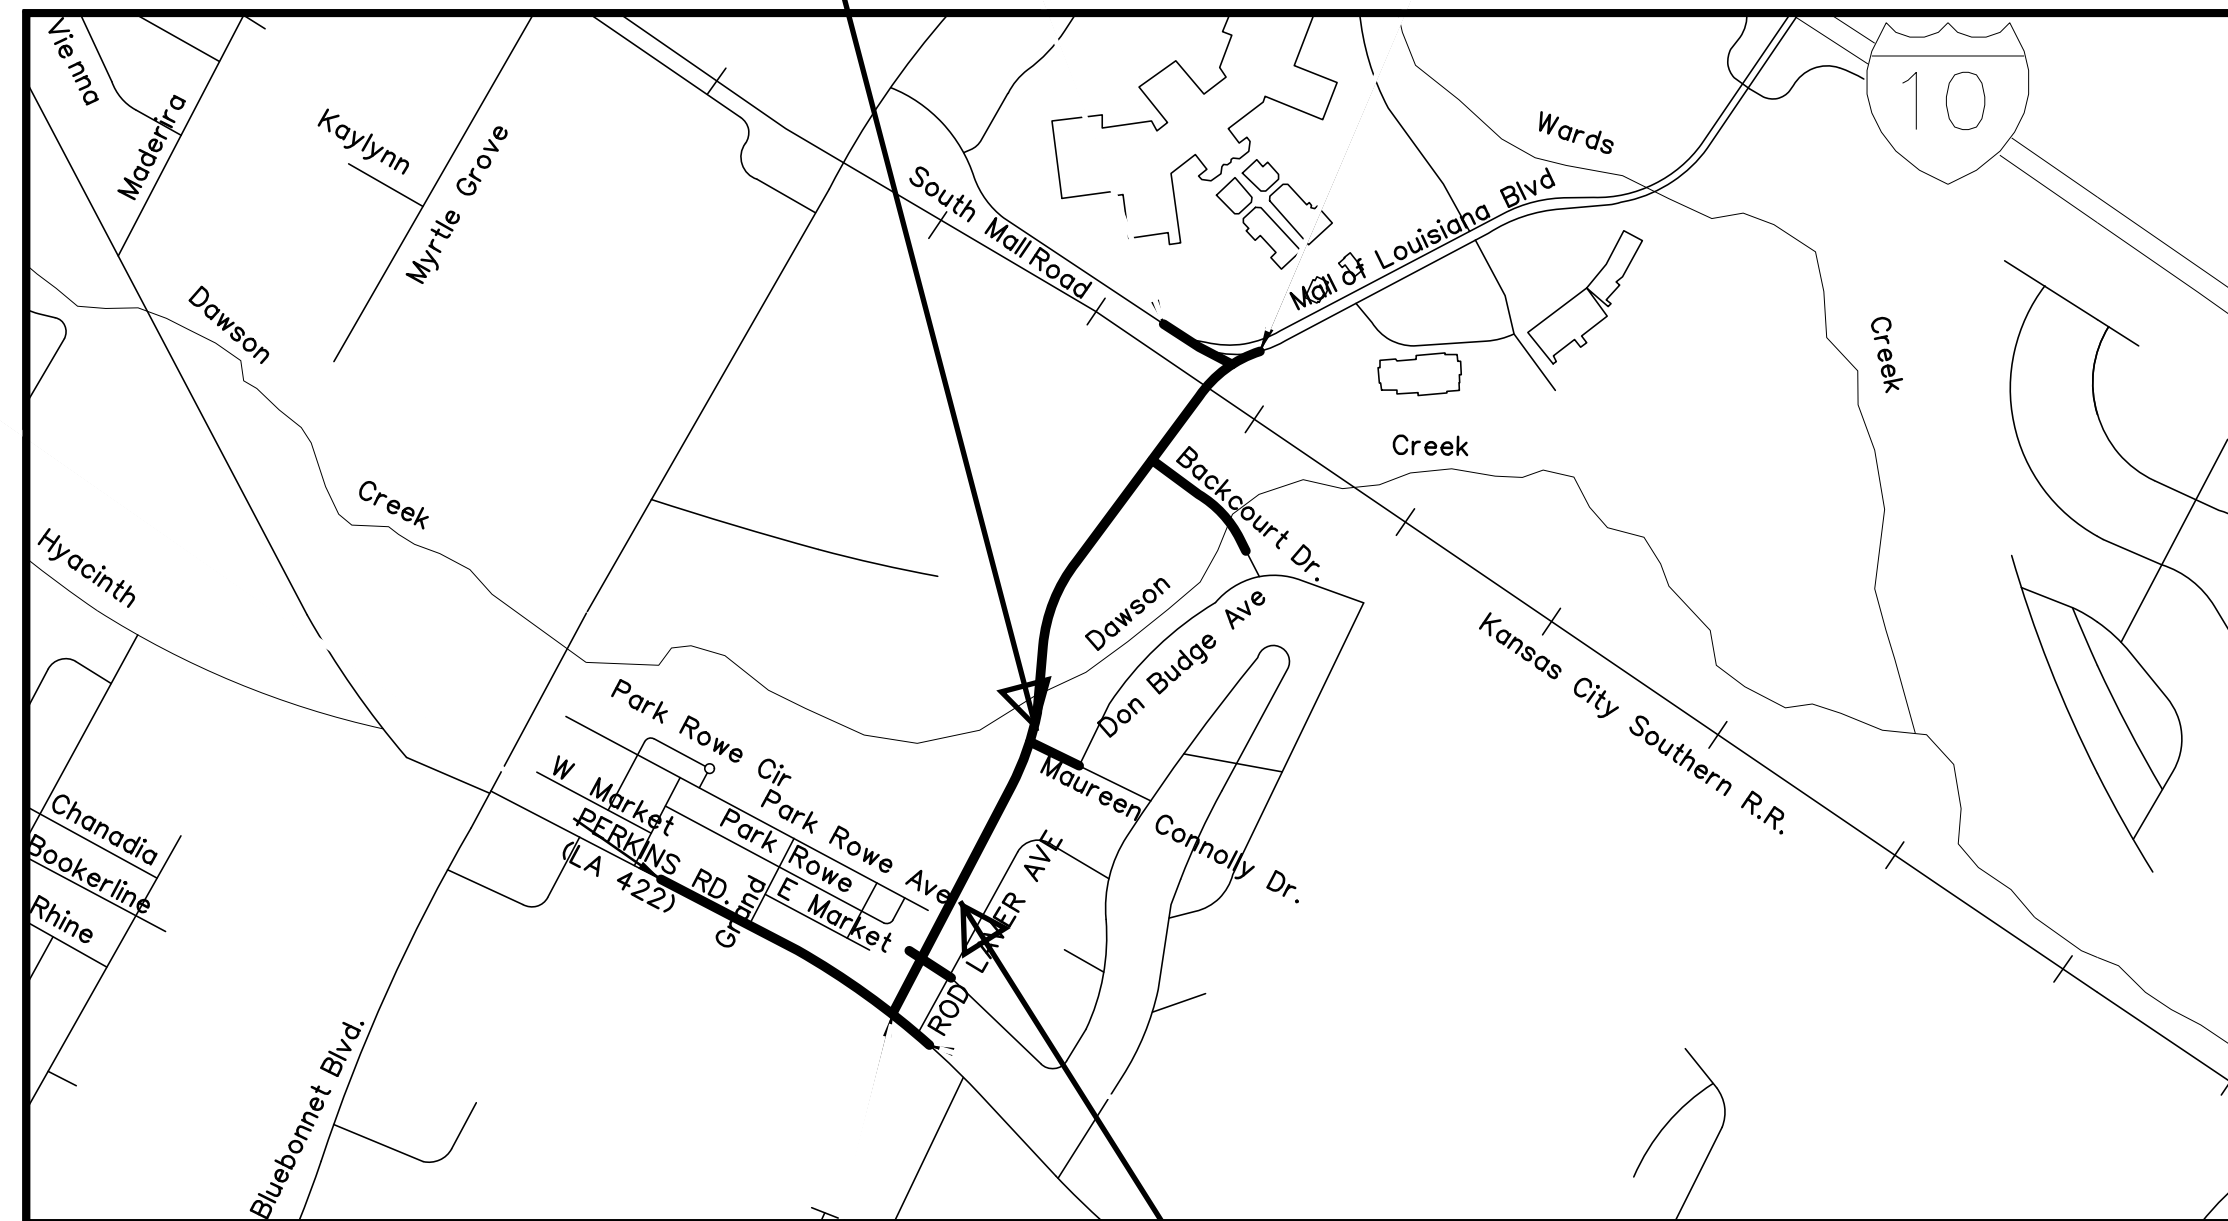 Vienna
Maderira
Kaylynn
Myrtle Grove
South Mall Road
Mall of Louisiana Blvd
Wards
10
Creek
Dawson
Creek
Hyacinth
Creek
Backcourt Dr.
Dawson
Don Budge Ave
Kansas City Southern R.R.
Park Rowe Cir
W Market
Park Rowe Ave
Park Rowe
PERKINS RD.
(LA 422)
Grand
E Market
Maureen Connolly Dr.
ROD LAVER AVE
Chanadia
Bookerline
Rhine
Bluebonnet Blvd.